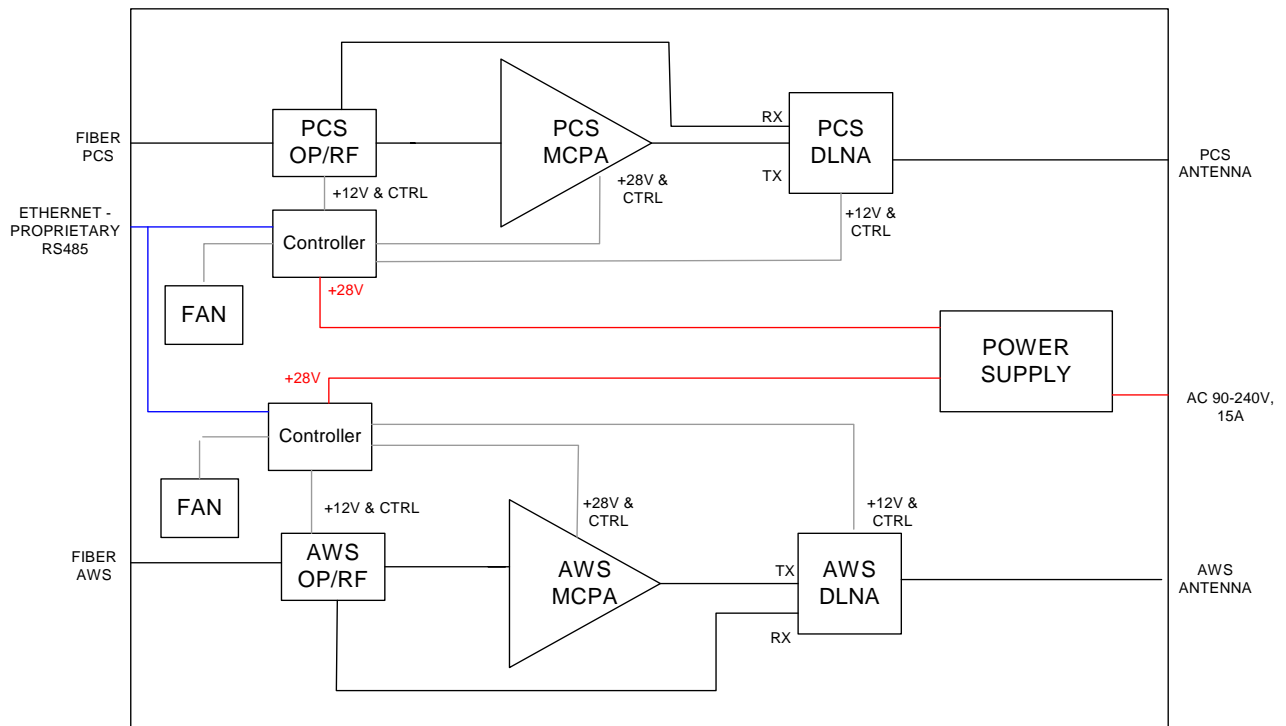 FIBER
PCS
PCS
OP/RF
PCS
MCPA
RX
TX
PCS
DLNA
PCS
ANTENNA
+12V & CTRL
+28V &
CTRL
+12V &
CTRL
ETHERNET -
PROPRIETARY
RS485
Controller
+28V
FAN
POWER
SUPPLY
AC 90-240V,
15A
+28V
Controller
FAN
+12V & CTRL
+28V &
CTRL
+12V &
CTRL
FIBER
AWS
AWS
OP/RF
AWS
MCPA
TX
RX
AWS
DLNA
AWS
ANTENNA